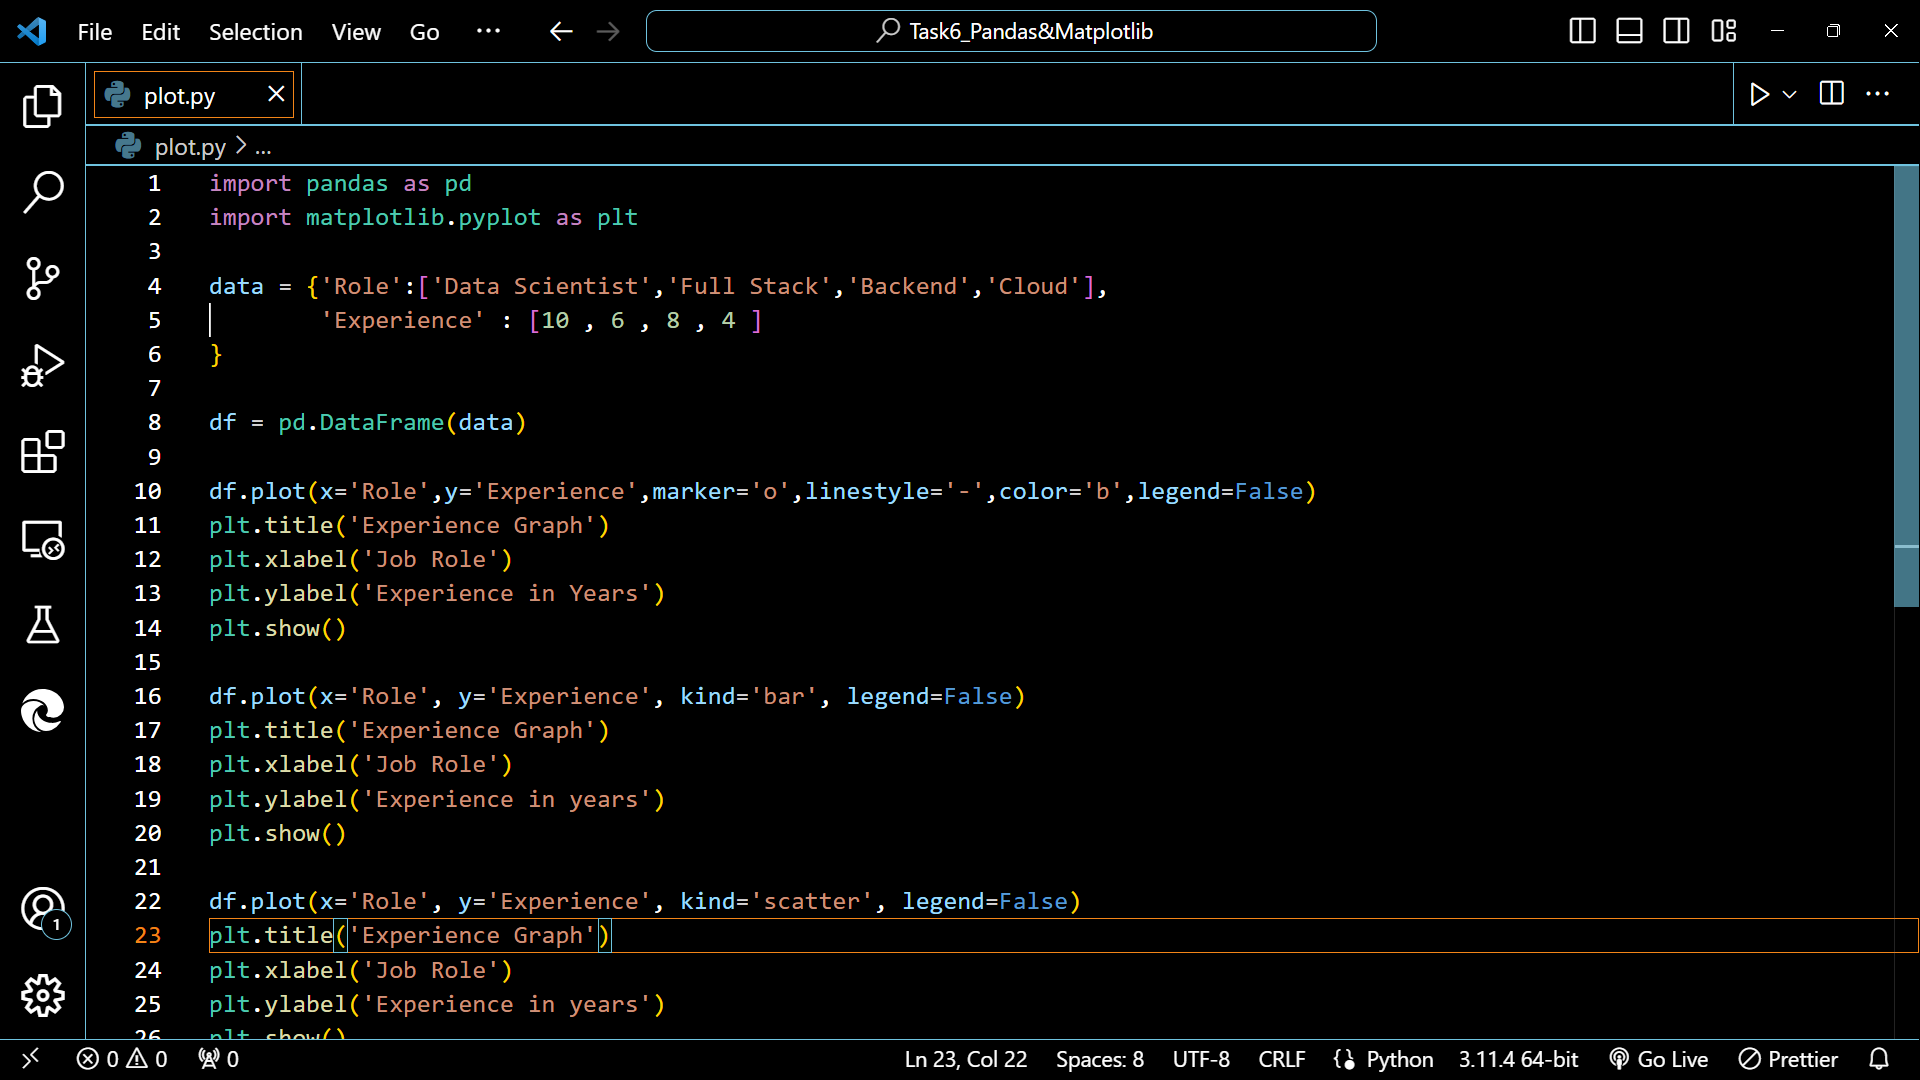 File Edit Selection View Go ··· Task6_Pandas&Matplotlib
plot.py
plot.py > ...
1 import pandas as pd
2 import matplotlib.pyplot as plt
3
4 data = {'Role':['Data Scientist','Full Stack','Backend','Cloud'],
5         'Experience' : [10 , 6 , 8 , 4 ]
6 }
7
8 df = pd.DataFrame(data)
9
10 df.plot(x='Role',y='Experience',marker='o',linestyle='-',color='b',legend=False)
11 plt.title('Experience Graph')
12 plt.xlabel('Job Role')
13 plt.ylabel('Experience in Years')
14 plt.show()
15
16 df.plot(x='Role', y='Experience', kind='bar', legend=False)
17 plt.title('Experience Graph')
18 plt.xlabel('Job Role')
19 plt.ylabel('Experience in years')
20 plt.show()
21
22 df.plot(x='Role', y='Experience', kind='scatter', legend=False)
23 plt.title('Experience Graph')
24 plt.xlabel('Job Role')
25 plt.ylabel('Experience in years')
26 plt.show()
1
0 0 0 Ln 23, Col 22 Spaces: 8 UTF-8 CRLF Python 3.11.4 64-bit Go Live Prettier